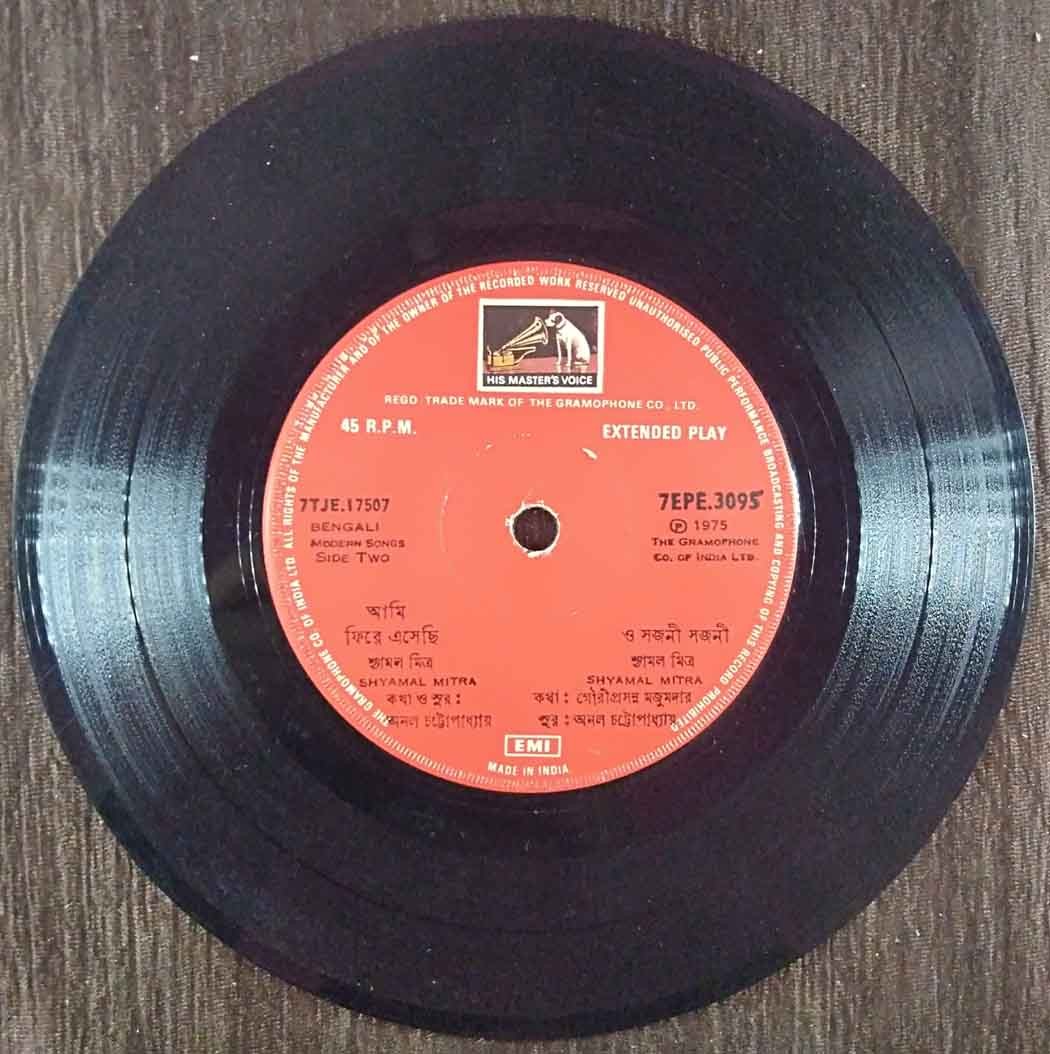 THE GRAMOPHONE CO. OF INDIA LTD. ALL RIGHTS OF THE MANUFACTURER AND OF THE OWNER OF THE RECORDED WORK RESERVED UNAUTHORISED PUBLIC PERFORMANCE BROADCASTING AND COPYING OF THIS RECORD PROHIBITED
HIS MASTER'S VOICE
REGD. TRADE MARK OF THE GRAMOPHONE CO., LTD.
45 R.P.M. EXTENDED PLAY
7TJE.17507 7EPE.3095
BENGALI ℗ 1975
MODERN SONGS THE GRAMOPHONE
SIDE TWO CO. OF INDIA LTD.
আমি
ফিরে এসেছি ও সজনী সজনী
শ্যামল মিত্র শ্যামল মিত্র
SHYAMAL MITRA SHYAMAL MITRA
কথা ও সুর : কথা : গৌরীপ্রসন্ন মজুমদার
অনল চট্টোপাধ্যায় সুর : অনল চট্টোপাধ্যায়
EMI
MADE IN INDIA